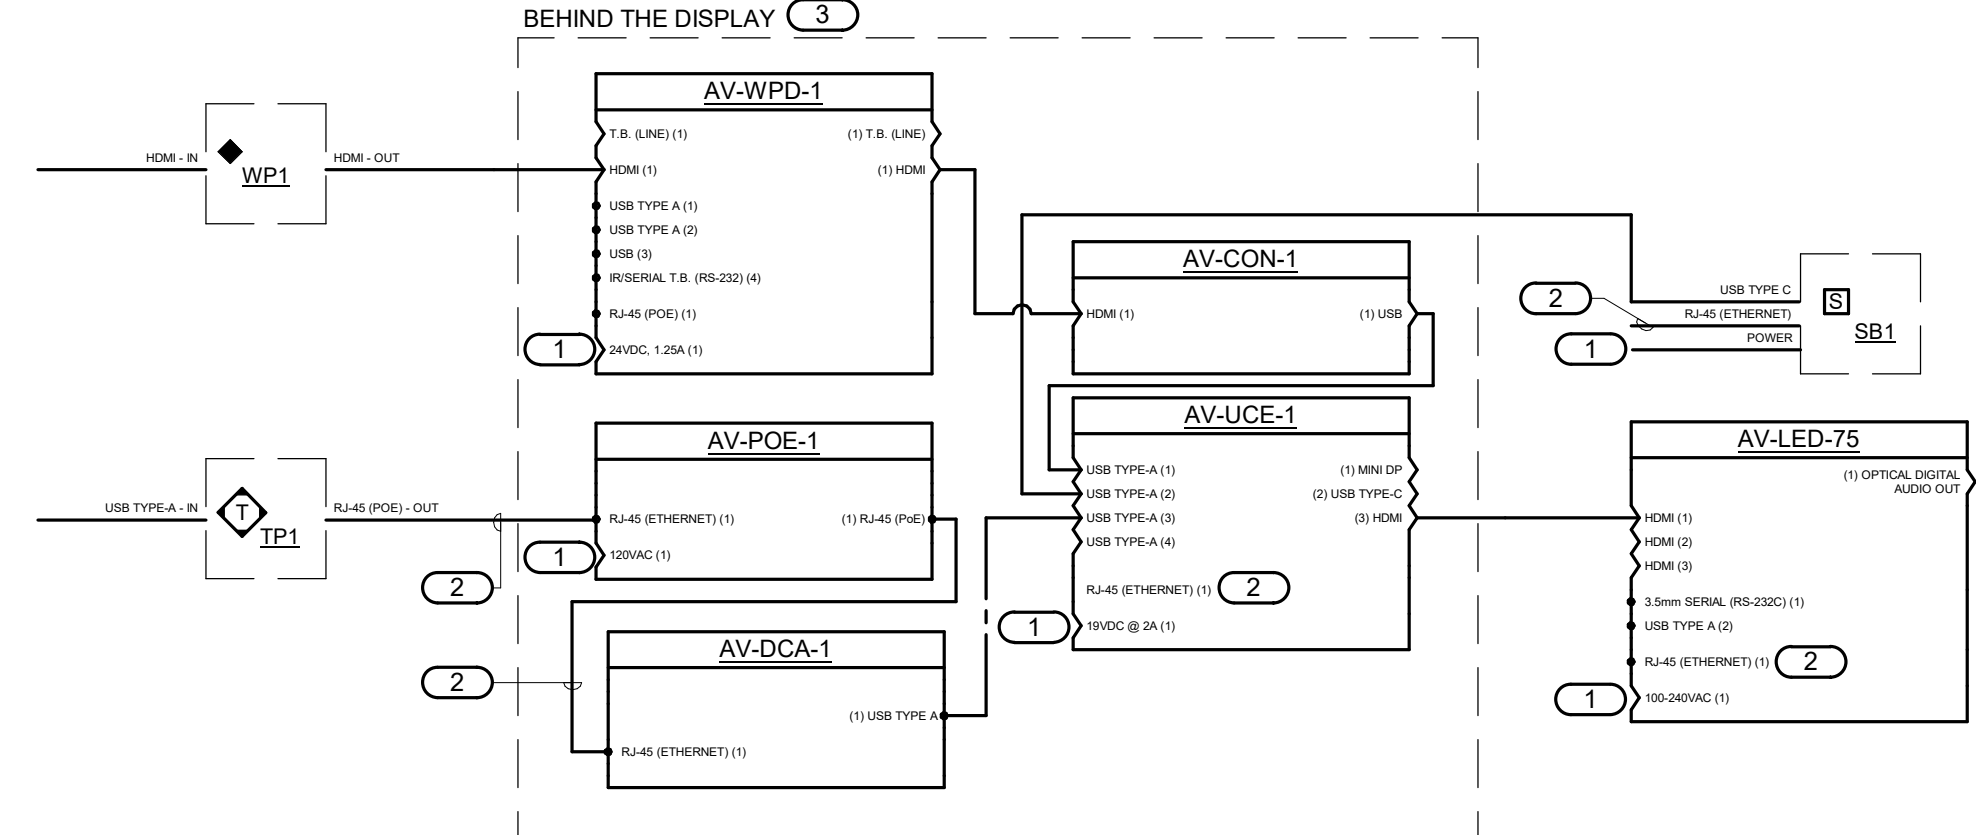 BEHIND THE DISPLAY 3
AV-WPD-1
T.B. (LINE) (1)
(1) T.B. (LINE)
HDMI (1)
(1) HDMI
USB TYPE A (1)
USB TYPE A (2)
USB (3)
IR/SERIAL T.B. (RS-232) (4)
RJ-45 (POE) (1)
1
24VDC, 1.25A (1)
HDMI - IN
WP1
HDMI - OUT
AV-CON-1
HDMI (1)
(1) USB
USB TYPE C
2
RJ-45 (ETHERNET)
1
POWER
S
SB1
AV-POE-1
RJ-45 (ETHERNET) (1)
(1) RJ-45 (PoE)
1
120VAC (1)
USB TYPE-A - IN
T
TP1
RJ-45 (POE) - OUT
2
AV-UCE-1
USB TYPE-A (1)
(1) MINI DP
USB TYPE-A (2)
(2) USB TYPE-C
USB TYPE-A (3)
(3) HDMI
USB TYPE-A (4)
RJ-45 (ETHERNET) (1) 2
1
19VDC @ 2A (1)
AV-LED-75
(1) OPTICAL DIGITAL
AUDIO OUT
HDMI (1)
HDMI (2)
HDMI (3)
3.5mm SERIAL (RS-232C) (1)
USB TYPE A (2)
RJ-45 (ETHERNET) (1) 2
1
100-240VAC (1)
AV-DCA-1
2
(1) USB TYPE A
RJ-45 (ETHERNET) (1)